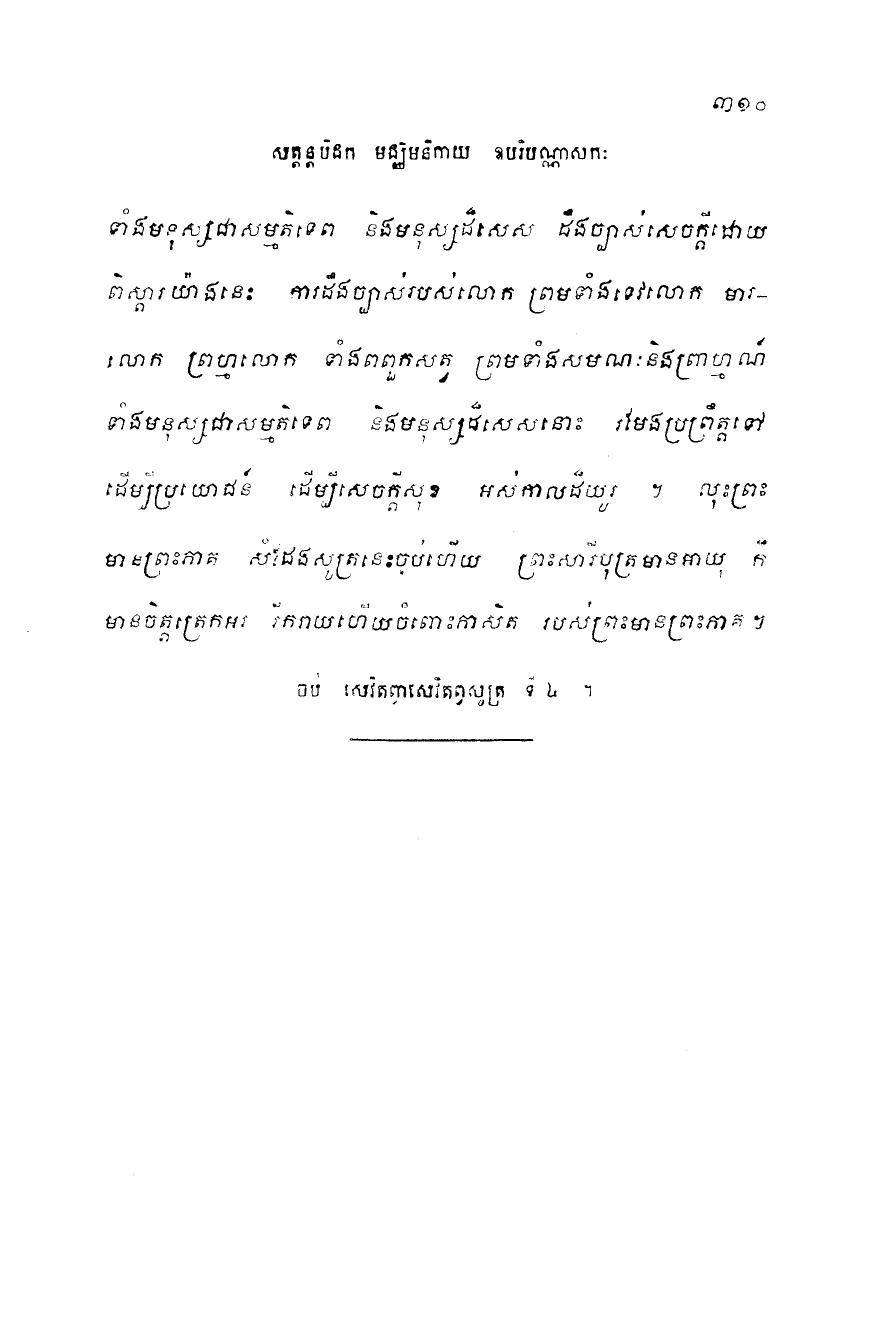 ៣១០
សុត្តន្តបិដក មជ្ឈិមនិកាយ ឧបរិបណ្ណាសកៈ
ទាំងមនុស្សជាសម្មតិទេព និងមនុស្សដ៏សេស ដឹងច្បាស់សេចក្តីដោយ
ពិស្តារយ៉ាងនេះ ការដឹងច្បាស់របស់លោក ព្រមទាំងទេវលោក មារ-
លោក ព្រហ្មលោក ទាំងពពួកសត្វ ព្រមទាំងសមណៈនិងព្រាហ្មណ៍
ទាំងមនុស្សជាសម្មតិទេព និងមនុស្សដ៏សេសនោះ រមែងប្រព្រឹត្តទៅ
ដើម្បីប្រយោជន៍ ដើម្បីសេចក្តីសុខ អស់កាលដ៏យូរ ។ លុះព្រះ
មានព្រះភាគ សំដែងសូត្រនេះចប់ហើយ ព្រះសារីបុត្រមានអាយុ ក៏
មានចិត្តត្រេកអរ រីករាយហើយចំពោះភាសិត របស់ព្រះមានព្រះភាគ ។
ចប់ សេវិតព្វាសេវិតព្វសូត្រ ទី ៤ ។